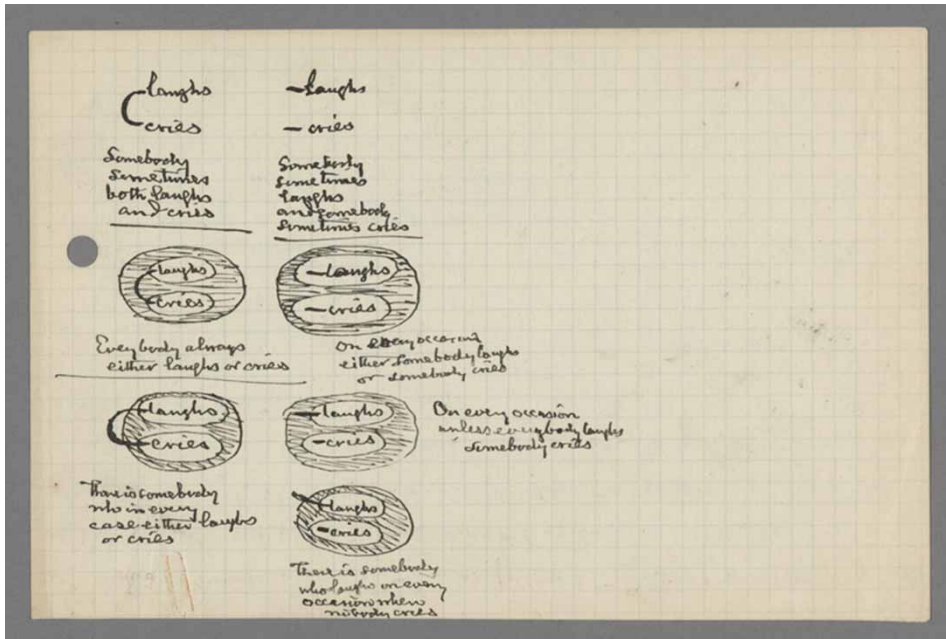 laughs
cries
Somebody
sometimes
both laughs
and cries
laughs
cries
Somebody
sometimes
laughs
and somebody
sometimes cries
laughs
cries
Everybody always
either laughs or cries
laughs
cries
On every occasion
either somebody laughs
or somebody cries
laughs
cries
There is somebody
who in every
case either laughs
or cries
laughs
cries
On every occasion
unless everybody laughs
somebody cries
laughs
cries
There is somebody
who laughs on every
occasion when
nobody cries